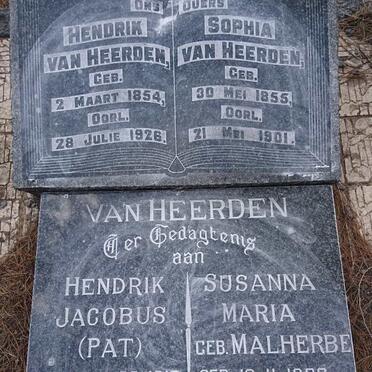 ONS OUERS
HENDRIK
VAN HEERDEN,
GEB.
2 MAART 1854,
OORL.
28 JULIE 1926.
SOPHIA
VAN HEERDEN,
GEB.
30 MEI 1855,
OORL.
21 MEI 1901.
VAN HEERDEN
Ter Gedagtenis
aan
HENDRIK
JACOBUS
(PAT)
SUSANNA
MARIA
GEB. MALHERBE